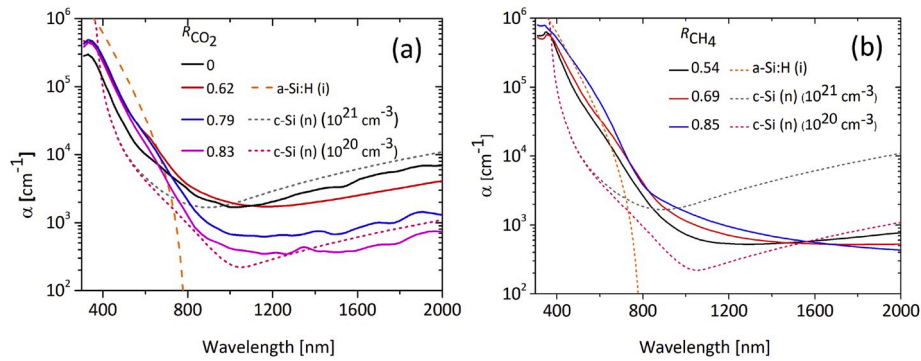 (a)
R_CO2
0
0.62
0.79
0.83
a-Si:H (i)
c-Si (n) (10^21 cm^-3)
c-Si (n) (10^20 cm^-3)
α [cm^-1]
10^6
10^5
10^4
10^3
10^2
400 800 1200 1600 2000
Wavelength [nm]
(b)
R_CH4
0.54
0.69
0.85
a-Si:H (i)
c-Si (n) (10^21 cm^-3)
c-Si (n) (10^20 cm^-3)
α [cm^-1]
10^6
10^5
10^4
10^3
10^2
400 800 1200 1600 2000
Wavelength [nm]